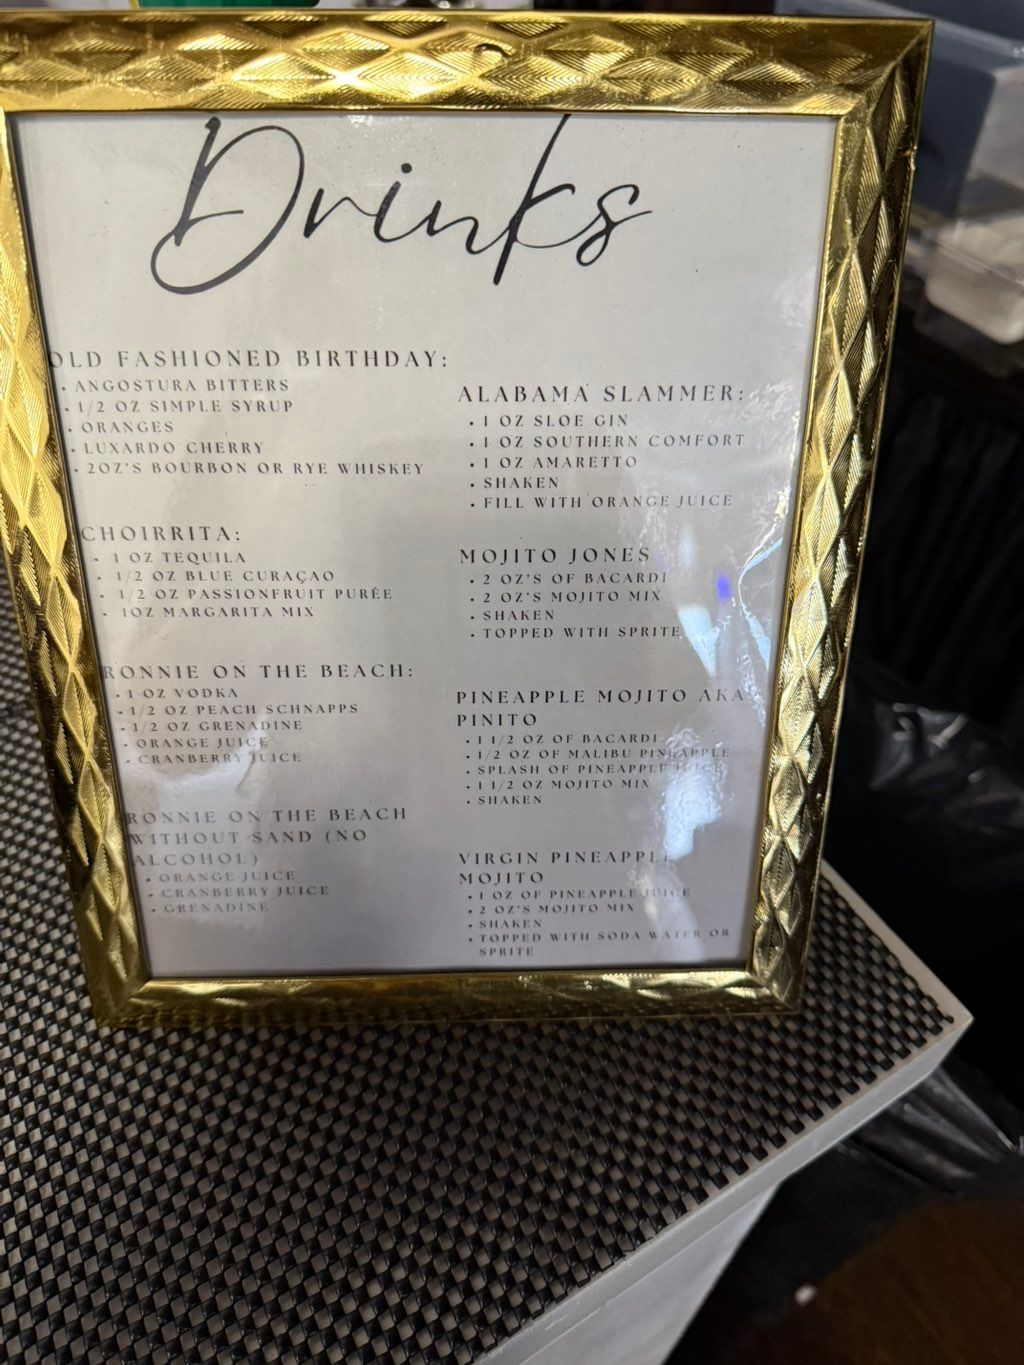 Drinks
OLD FASHIONED BIRTHDAY:
• ANGOSTURA BITTERS
• 1/2 OZ SIMPLE SYRUP
• ORANGES
• LUXARDO CHERRY
• 2OZ'S BOURBON OR RYE WHISKEY
CHOIRRITA:
• 1 OZ TEQUILA
• 1/2 OZ BLUE CURAÇAO
• 1/2 OZ PASSIONFRUIT PURÉE
• 1OZ MARGARITA MIX
RONNIE ON THE BEACH:
• 1 OZ VODKA
• 1/2 OZ PEACH SCHNAPPS
• 1/2 OZ GRENADINE
• ORANGE JUICE
• CRANBERRY JUICE
RONNIE ON THE BEACH
WITHOUT SAND (NO
ALCOHOL)
• ORANGE JUICE
• CRANBERRY JUICE
• GRENADINE
ALABAMA SLAMMER:
• 1 OZ SLOE GIN
• 1 OZ SOUTHERN COMFORT
• 1 OZ AMARETTO
• SHAKEN
• FILL WITH ORANGE JUICE
MOJITO JONES
• 2 OZ'S OF BACARDI
• 2 OZ'S MOJITO MIX
• SHAKEN
• TOPPED WITH SPRITE
PINEAPPLE MOJITO AKA
PINITO
• 1 1/2 OZ OF BACARDI
• 1/2 OZ OF MALIBU PINEAPPLE
• SPLASH OF PINEAPPLE JUICE
• 1 1/2 OZ MOJITO MIX
• SHAKEN
VIRGIN PINEAPPLE
MOJITO
• 1 OZ OF PINEAPPLE JUICE
• 2 OZ'S MOJITO MIX
• SHAKEN
• TOPPED WITH SODA WATER OR
SPRITE